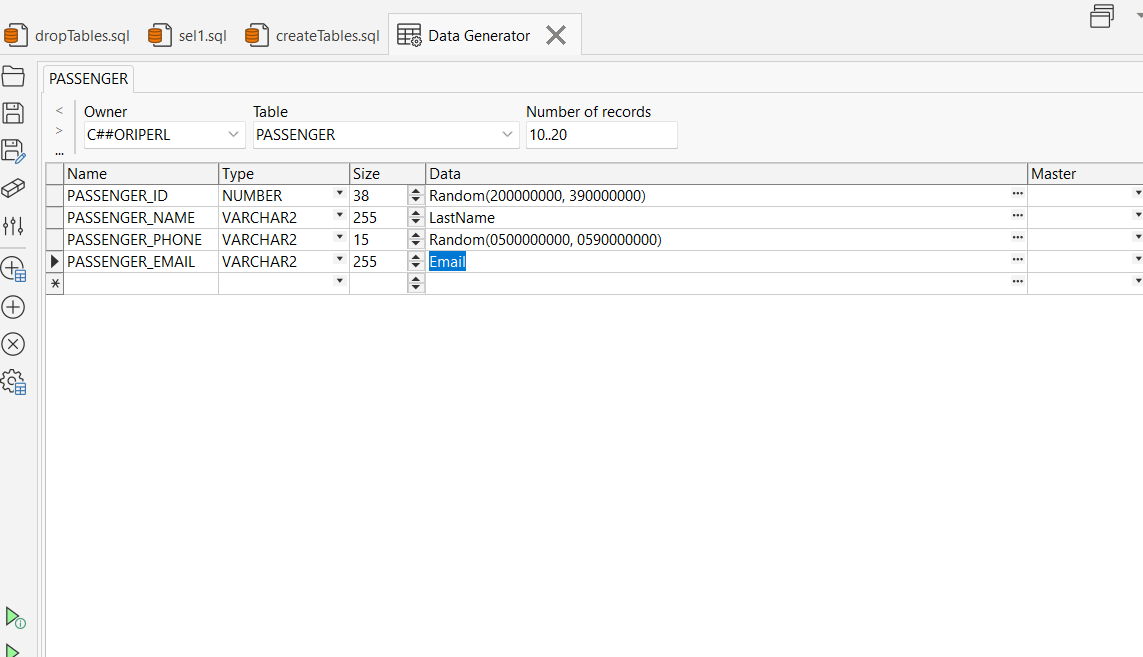 dropTables.sql sel1.sql createTables.sql Data Generator
PASSENGER
< Owner Table Number of records
> C##ORIPERL PASSENGER 10..20
...
Name Type Size Data Master
PASSENGER_ID NUMBER 38 Random(200000000, 390000000) ...
PASSENGER_NAME VARCHAR2 255 LastName ...
PASSENGER_PHONE VARCHAR2 15 Random(0500000000, 0590000000) ...
PASSENGER_EMAIL VARCHAR2 255 Email ...
* ...